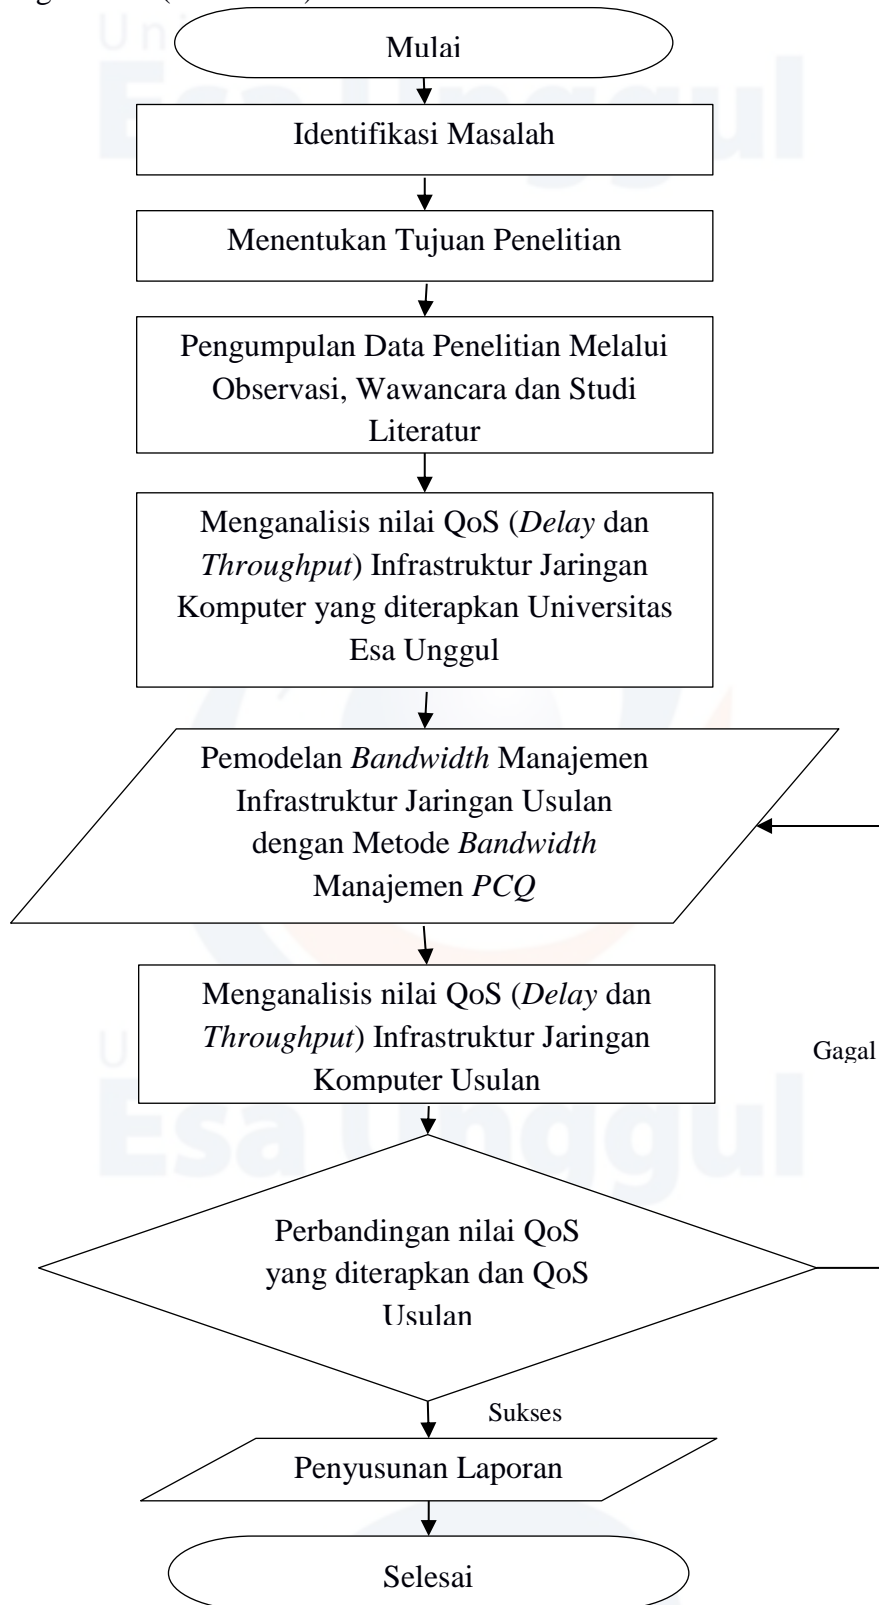 Mulai
Identifikasi Masalah
Menentukan Tujuan Penelitian
Pengumpulan Data Penelitian Melalui
Observasi, Wawancara dan Studi
Literatur
Menganalisis nilai QoS (Delay dan
Throughput) Infrastruktur Jaringan
Komputer yang diterapkan Universitas
Esa Unggul
Pemodelan Bandwidth Manajemen
Infrastruktur Jaringan Usulan
dengan Metode Bandwidth
Manajemen PCQ
Menganalisis nilai QoS (Delay dan
Throughput) Infrastruktur Jaringan
Komputer Usulan
Gagal
Esa Unggul
Perbandingan nilai QoS
yang diterapkan dan QoS
Usulan
Sukses
Penyusunan Laporan
Selesai